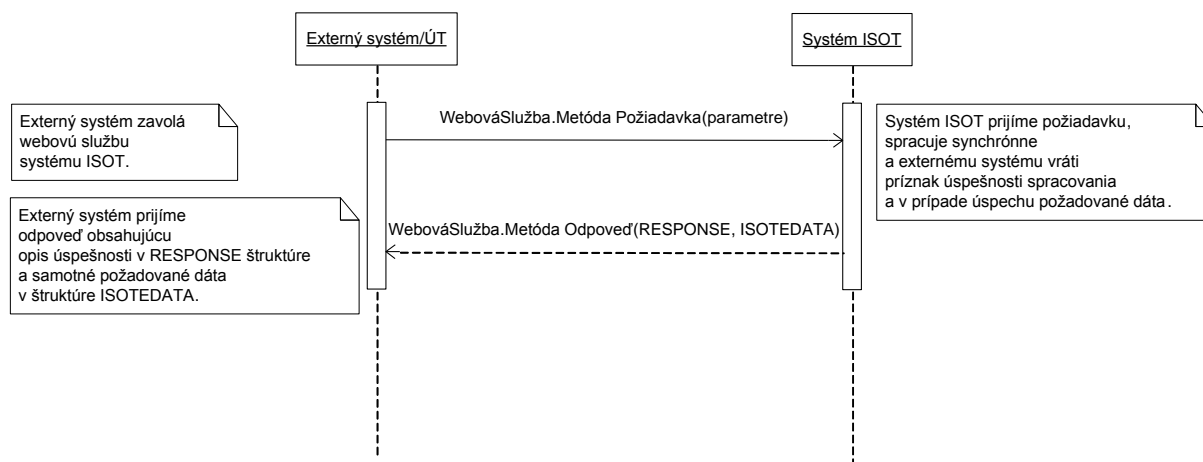 Externý systém/ÚT
Systém ISOT
Externý systém zavolá
webovú službu
systému ISOT.
WebováSlužba.Metóda Požiadavka(parametre)
Systém ISOT prijíme požiadavku,
spracuje synchrónne
a externému systému vráti
príznak úspešnosti spracovania
a v prípade úspechu požadované dáta.
Externý systém prijíme
odpoveď obsahujúcu
opis úspešnosti v RESPONSE štruktúre
a samotné požadované dáta
v štruktúre ISOTEDATA.
WebováSlužba.Metóda Odpoveď(RESPONSE, ISOTEDATA)